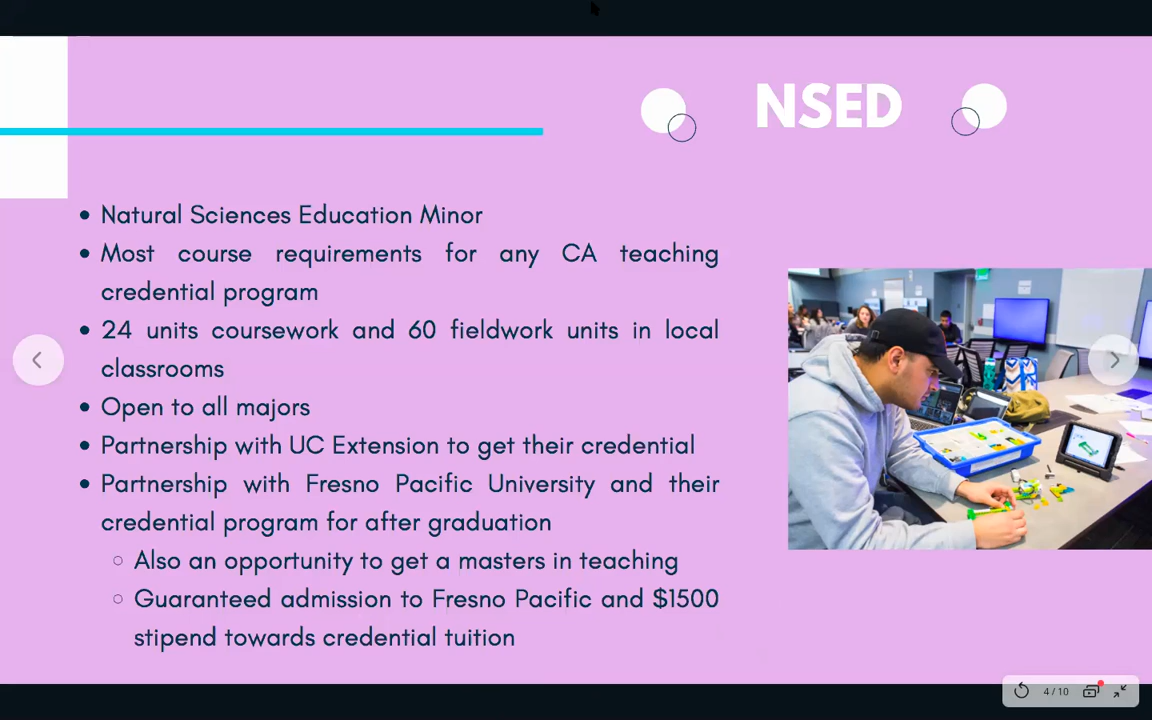 NSED
Natural Sciences Education Minor
Most course requirements for any CA teaching
credential program
24 units coursework and 60 fieldwork units in local
classrooms
Open to all majors
Partnership with UC Extension to get their credential
Partnership with Fresno Pacific University and their
credential program for after graduation
Also an opportunity to get a masters in teaching
Guaranteed admission to Fresno Pacific and $1500
stipend towards credential tuition
4 / 10